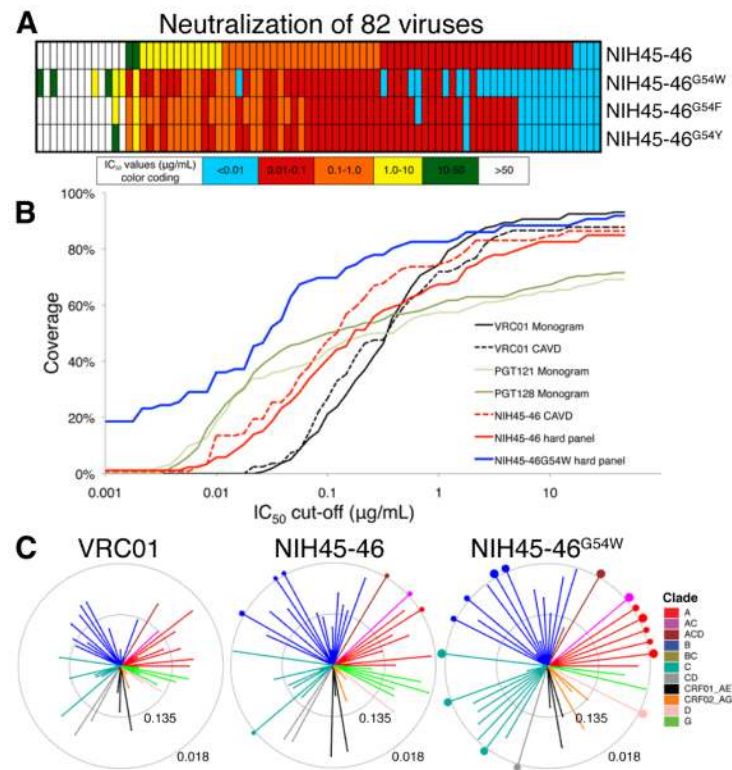 A
Neutralization of 82 viruses
NIH45-46
NIH45-46G54W
NIH45-46G54F
NIH45-46G54Y
IC50 values (µg/mL)
color coding
<0.01
0.01-0.1
0.1-1.0
1.0-10
10-50
>50
B
100%
80%
60%
40%
20%
0%
Coverage
VRC01 Monogram
VRC01 CAVD
PGT121 Monogram
PGT128 Monogram
NIH45-46 CAVD
NIH45-46 hard panel
NIH45-46G54W hard panel
0.001
0.01
0.1
1
10
IC50 cut-off (µg/mL)
C
VRC01
NIH45-46
NIH45-46G54W
0.135
0.018
0.135
0.018
0.135
0.018
Clade
A
AC
ACD
B
BC
C
CD
CRF01_AE
CRF02_AG
D
G